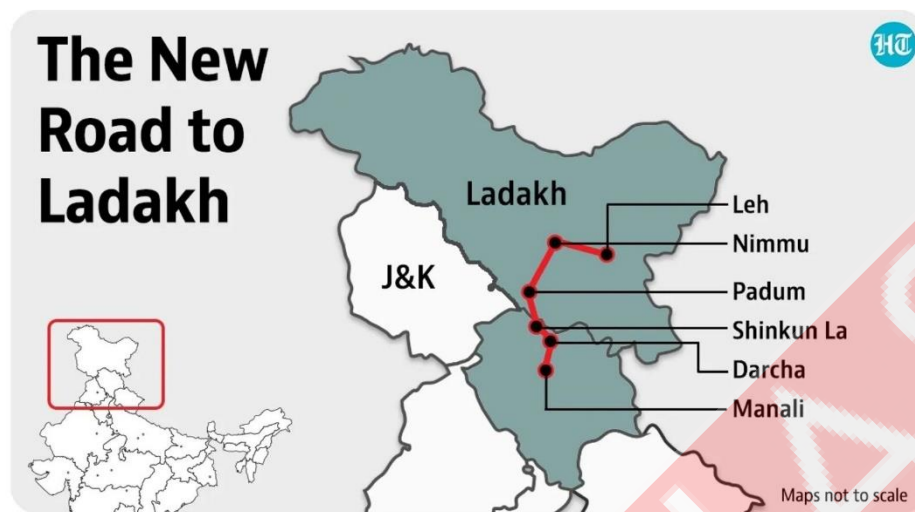 The New
Road to
Ladakh
HT
Ladakh
J&K
Leh
Nimmu
Padum
Shinkun La
Darcha
Manali
Maps not to scale